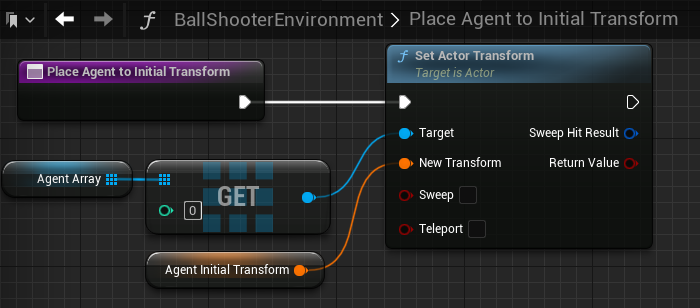 BallShooterEnvironment > Place Agent to Initial Transform
Place Agent to Initial Transform
Set Actor Transform
Target is Actor
Target
Sweep Hit Result
New Transform
Return Value
Sweep
Teleport
Agent Array
GET
0
Agent Initial Transform